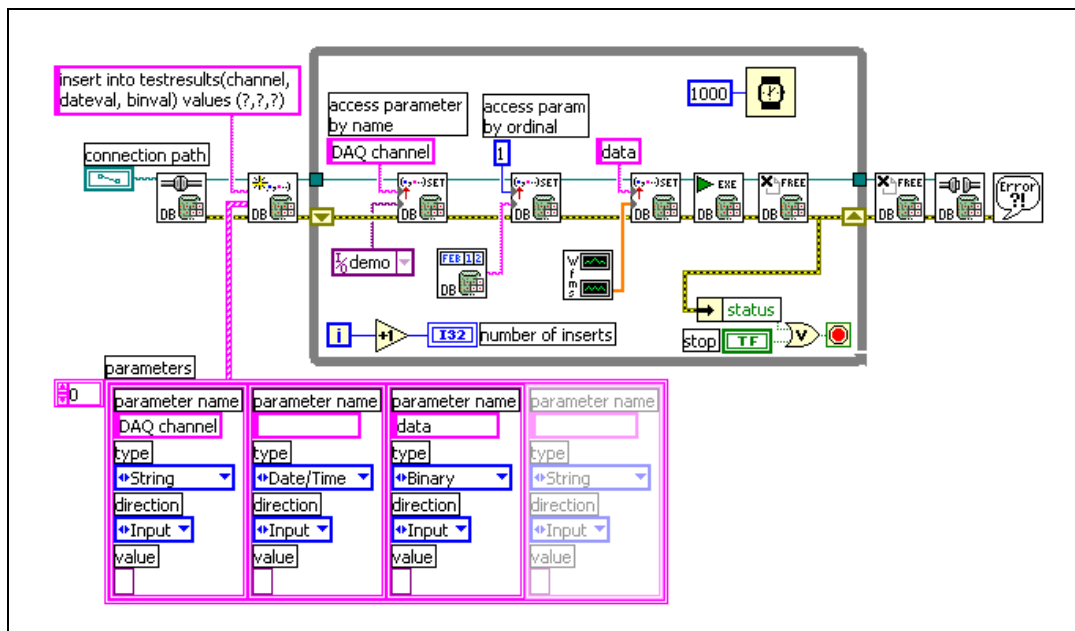 insert into testresults(channel,
dateval, binval) values (?,?,?)
connection path
access parameter
by name
DAQ channel
access param
by ordinal
1
data
1000
DB
DB
SET
DB
SET
DB
SET
DB
EXE
DB
FREE
DB
FREE
DB
DB
Error
?!
I/O demo
FEB 1 2
DB
Wfms
status
stop
TF
V
i
+1
I32
number of inserts
parameters
0
parameter name
DAQ channel
type
String
direction
Input
value
parameter name
type
Date/Time
direction
Input
value
parameter name
data
type
Binary
direction
Input
value
parameter name
type
String
direction
Input
value